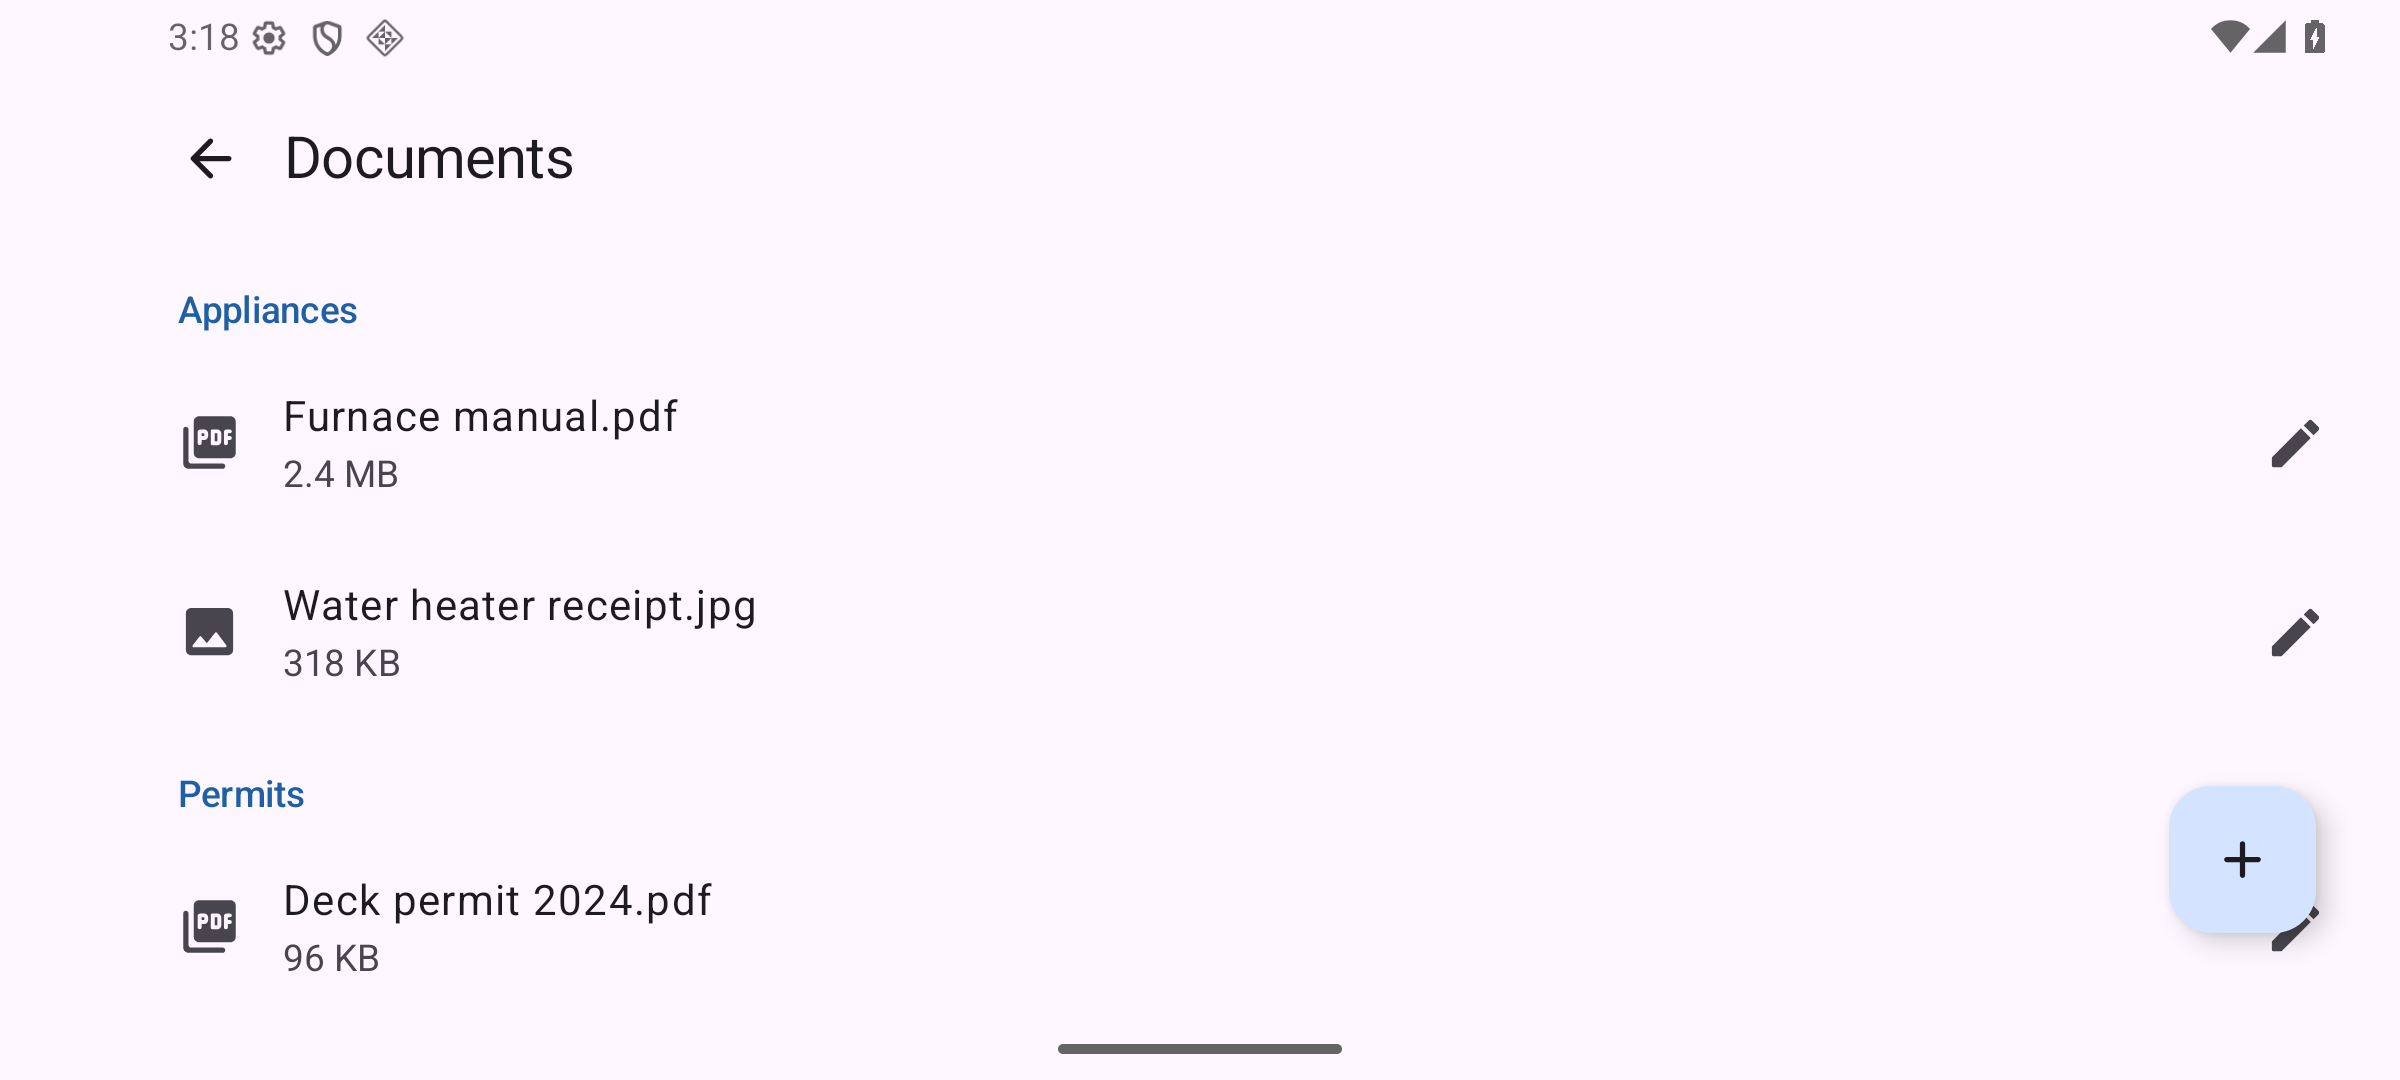 3:18
Documents
Appliances
PDF
Furnace manual.pdf
2.4 MB
Water heater receipt.jpg
318 KB
Permits
PDF
Deck permit 2024.pdf
96 KB